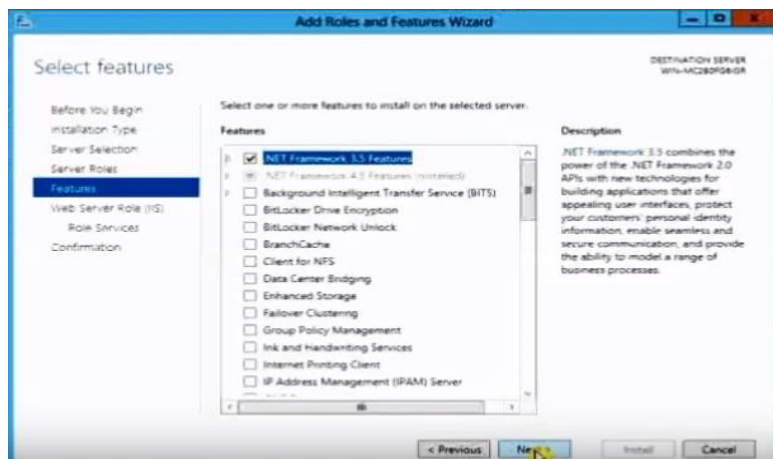 Add Roles and Features Wizard
Select features
DESTINATION SERVER
Before You Begin
Installation Type
Server Selection
Server Roles
Features
Web Server Role (IIS)
Role Services
Confirmation
Select one or more features to install on the selected server.
Features
.NET Framework 3.5 Features
.NET Framework 4.5 Features (Installed)
Background Intelligent Transfer Service (BITS)
BitLocker Drive Encryption
BitLocker Network Unlock
BranchCache
Client for NFS
Data Center Bridging
Enhanced Storage
Failover Clustering
Group Policy Management
Ink and Handwriting Services
Internet Printing Client
IP Address Management (IPAM) Server
Description
.NET Framework 3.5 combines the
power of the .NET Framework 2.0
APIs with new technologies for
building applications that offer
appealing user interfaces, protect
your customers' personal identity
information, enable seamless and
secure communication, and provide
the ability to model a range of
business processes.
< Previous
Next >
Install
Cancel